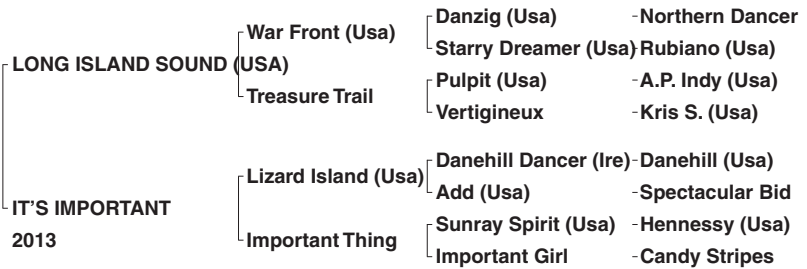 Danzig (Usa) Northern Dancer
War Front (Usa)
Starry Dreamer (Usa) Rubiano (Usa)
LONG ISLAND SOUND (USA)
Pulpit (Usa) A.P. Indy (Usa)
Treasure Trail
Vertigineux Kris S. (Usa)
Danehill Dancer (Ire) Danehill (Usa)
Lizard Island (Usa)
Add (Usa) Spectacular Bid
IT'S IMPORTANT
Sunray Spirit (Usa) Hennessy (Usa)
2013
Important Thing
Important Girl Candy Stripes